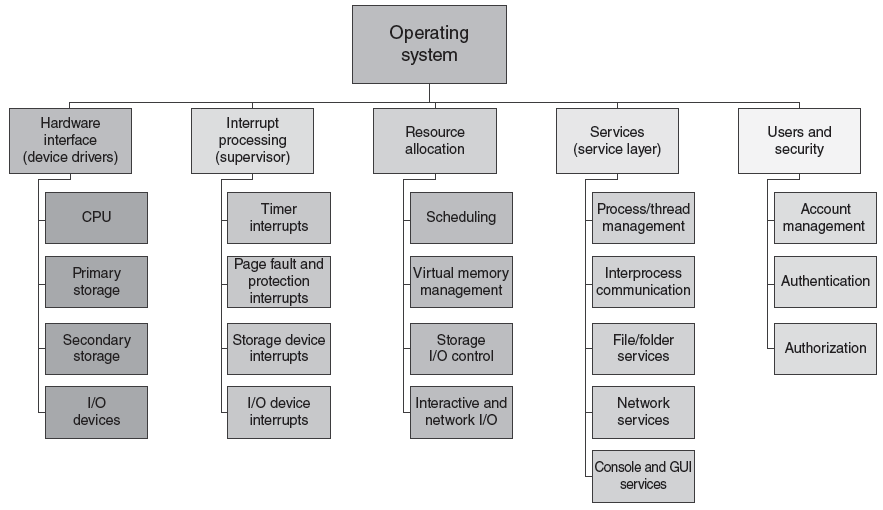 Operating
system
Hardware
interface
(device drivers)
Interrupt
processing
(supervisor)
Resource
allocation
Services
(service layer)
Users and
security
CPU
Primary
storage
Secondary
storage
I/O
devices
Timer
interrupts
Page fault and
protection
interrupts
Storage device
interrupts
I/O device
interrupts
Scheduling
Virtual memory
management
Storage
I/O control
Interactive and
network I/O
Process/thread
management
Interprocess
communication
File/folder
services
Network
services
Console and GUI
services
Account
management
Authentication
Authorization